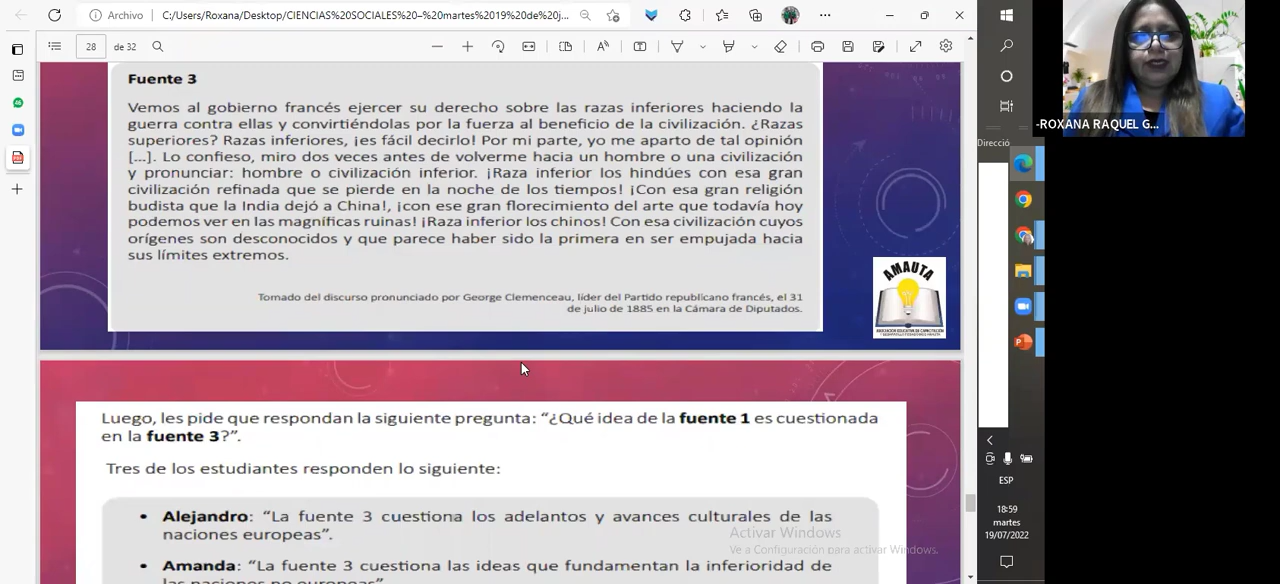 Archivo
C:/Users/Roxana/Desktop/CIENCIAS%20SOCIALES%20–%20martes%2019%20de%20j...
28 de 32
-ROXANA RAQUEL G...
Direcció
Fuente 3
Vemos al gobierno francés ejercer su derecho sobre las razas inferiores haciendo la
guerra contra ellas y convirtiéndolas por la fuerza al beneficio de la civilización. ¿Razas
superiores? Razas inferiores, ¡es fácil decirlo! Por mi parte, yo me aparto de tal opinión
[...]. Lo confieso, miro dos veces antes de volverme hacia un hombre o una civilización
y pronunciar: hombre o civilización inferior. ¡Raza inferior los hindúes con esa gran
civilización refinada que se pierde en la noche de los tiempos! ¡Con esa gran religión
budista que la India dejó a China!, ¡con ese gran florecimiento del arte que todavía hoy
podemos ver en las magníficas ruinas! ¡Raza inferior los chinos! Con esa civilización cuyos
orígenes son desconocidos y que parece haber sido la primera en ser empujada hacia
sus límites extremos.
Tomado del discurso pronunciado por George Clemenceau, líder del Partido republicano francés, el 31
de julio de 1885 en la Cámara de Diputados.
AMAUTA
Luego, les pide que respondan la siguiente pregunta: “¿Qué idea de la fuente 1 es cuestionada
en la fuente 3?”.
Tres de los estudiantes responden lo siguiente:
• Alejandro: “La fuente 3 cuestiona los adelantos y avances culturales de las
naciones europeas”.
• Amanda: “La fuente 3 cuestiona las ideas que fundamentan la inferioridad de
las naciones no europeas”
Activar Windows
Ve a Configuración para activar Windows.
ESP
18:59
martes
19/07/2022